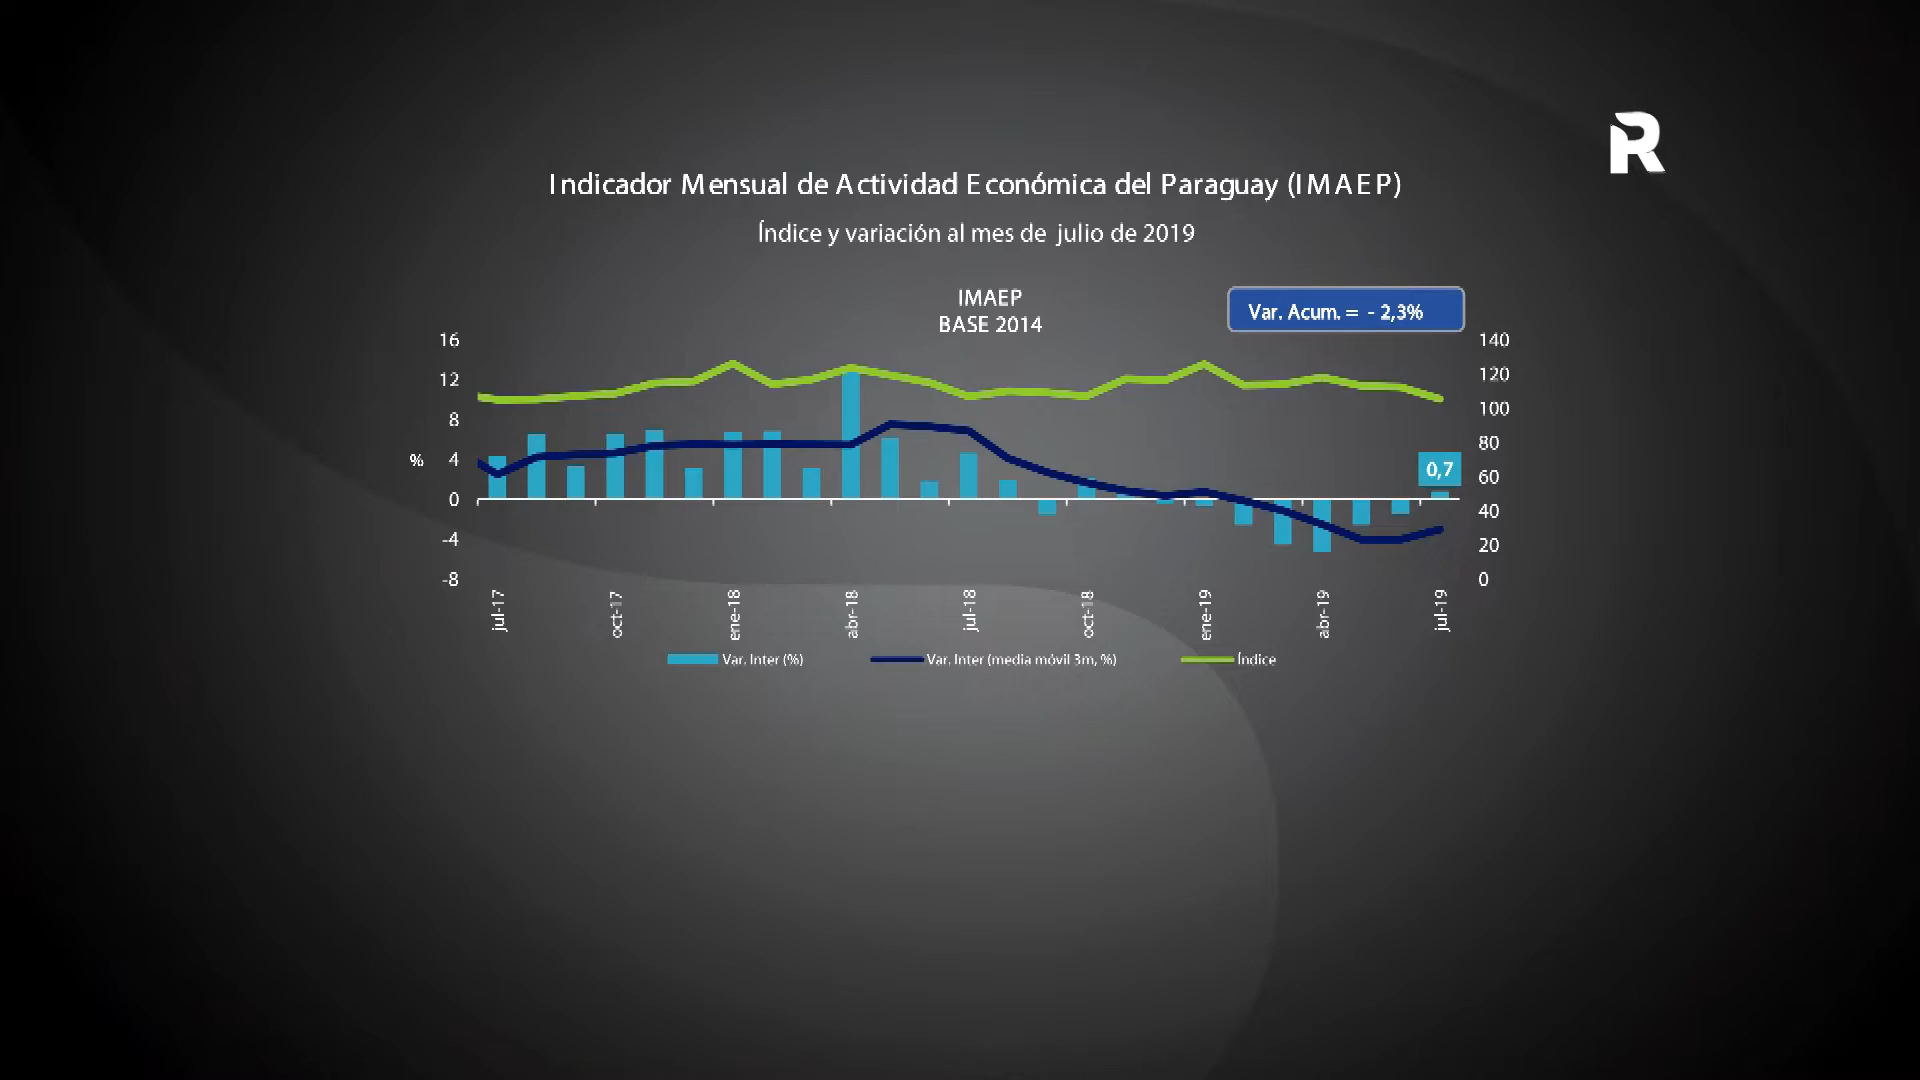 R
Indicador Mensual de Actividad Económica del Paraguay (IMAEP)
Índice y variación al mes de julio de 2019
IMAEP
BASE 2014
Var. Acum. = - 2,3%
16
12
8
4
0
-4
-8
%
140
120
100
80
60
40
20
0
0,7
jul-17
oct-17
ene-18
abr-18
jul-18
oct-18
ene-19
abr-19
jul-19
Var. Inter (%)
Var. Inter (media móvil 3m, %)
Índice